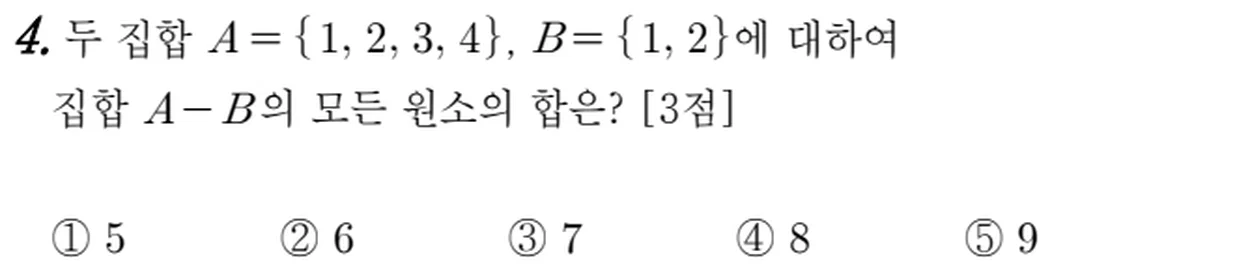 4. 두 집합 A={1, 2, 3, 4}, B={1, 2}에 대하여
집합 A-B의 모든 원소의 합은? [3점]
① 5 ② 6 ③ 7 ④ 8 ⑤ 9